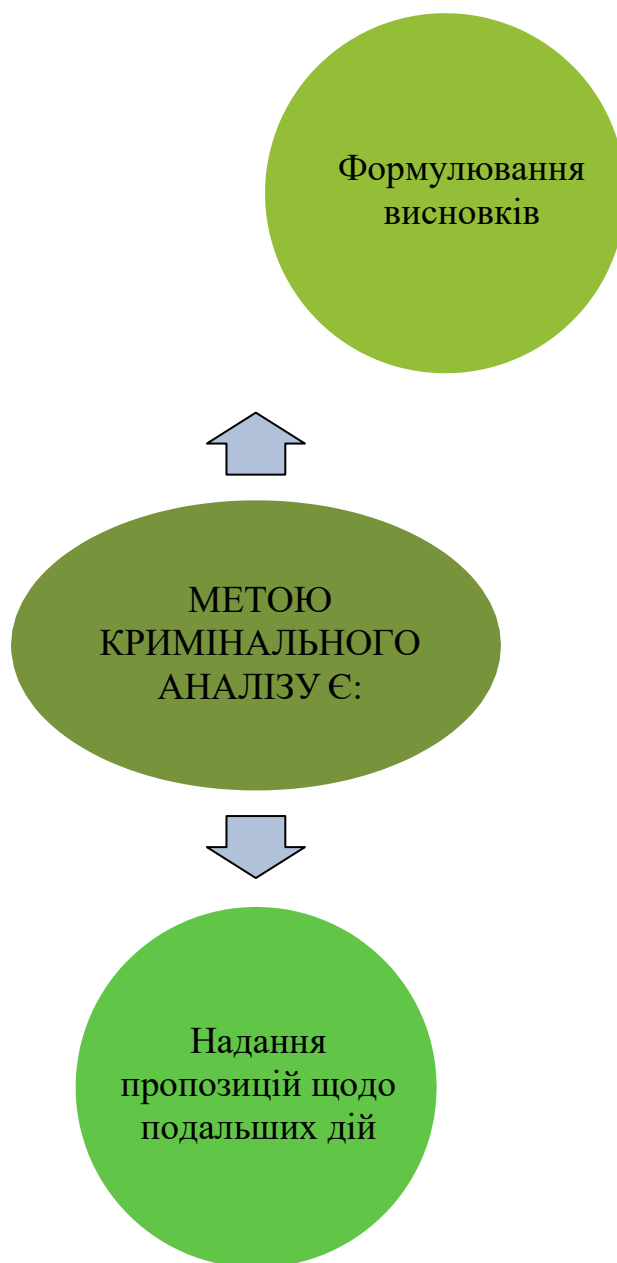 Формулювання
висновків
МЕТОЮ
КРИМІНАЛЬНОГО
АНАЛІЗУ Є:
Надання
пропозицій щодо
подальших дій